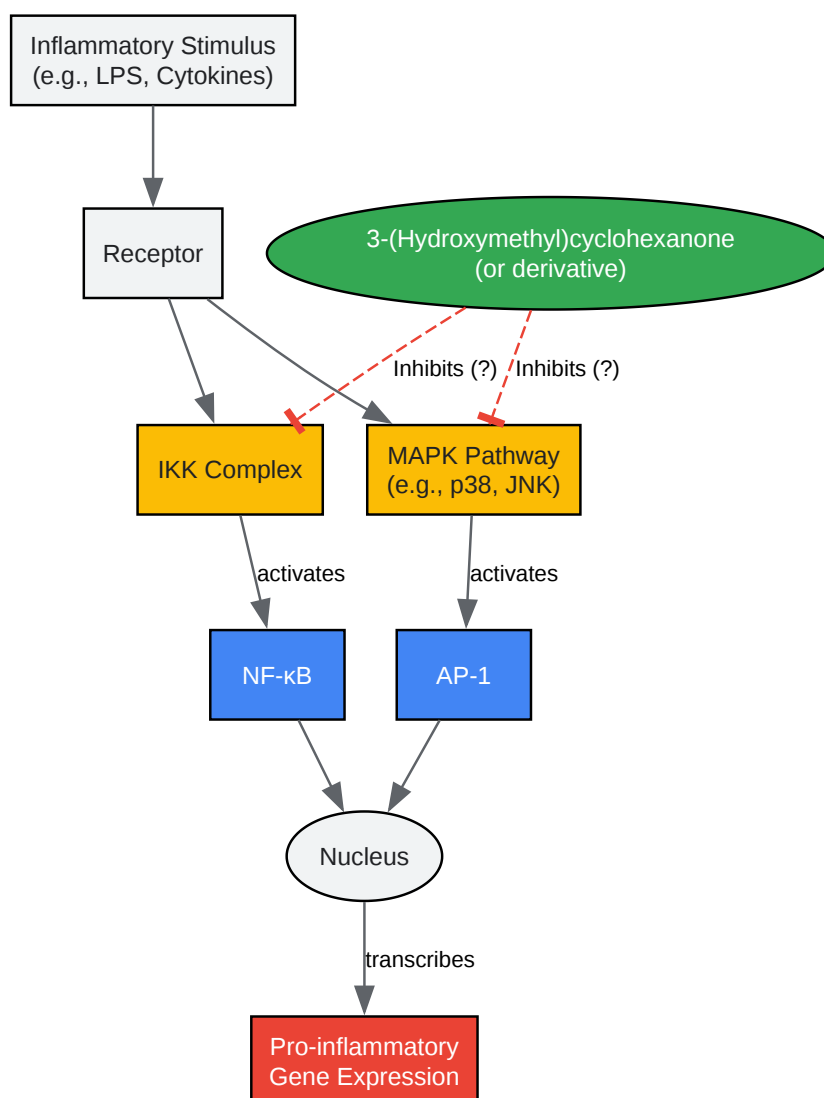 Inflammatory Stimulus
(e.g., LPS, Cytokines)
Receptor
3-(Hydroxymethyl)cyclohexanone
(or derivative)
Inhibits (?)
Inhibits (?)
IKK Complex
MAPK Pathway
(e.g., p38, JNK)
activates
activates
NF-κB
AP-1
Nucleus
transcribes
Pro-inflammatory
Gene Expression